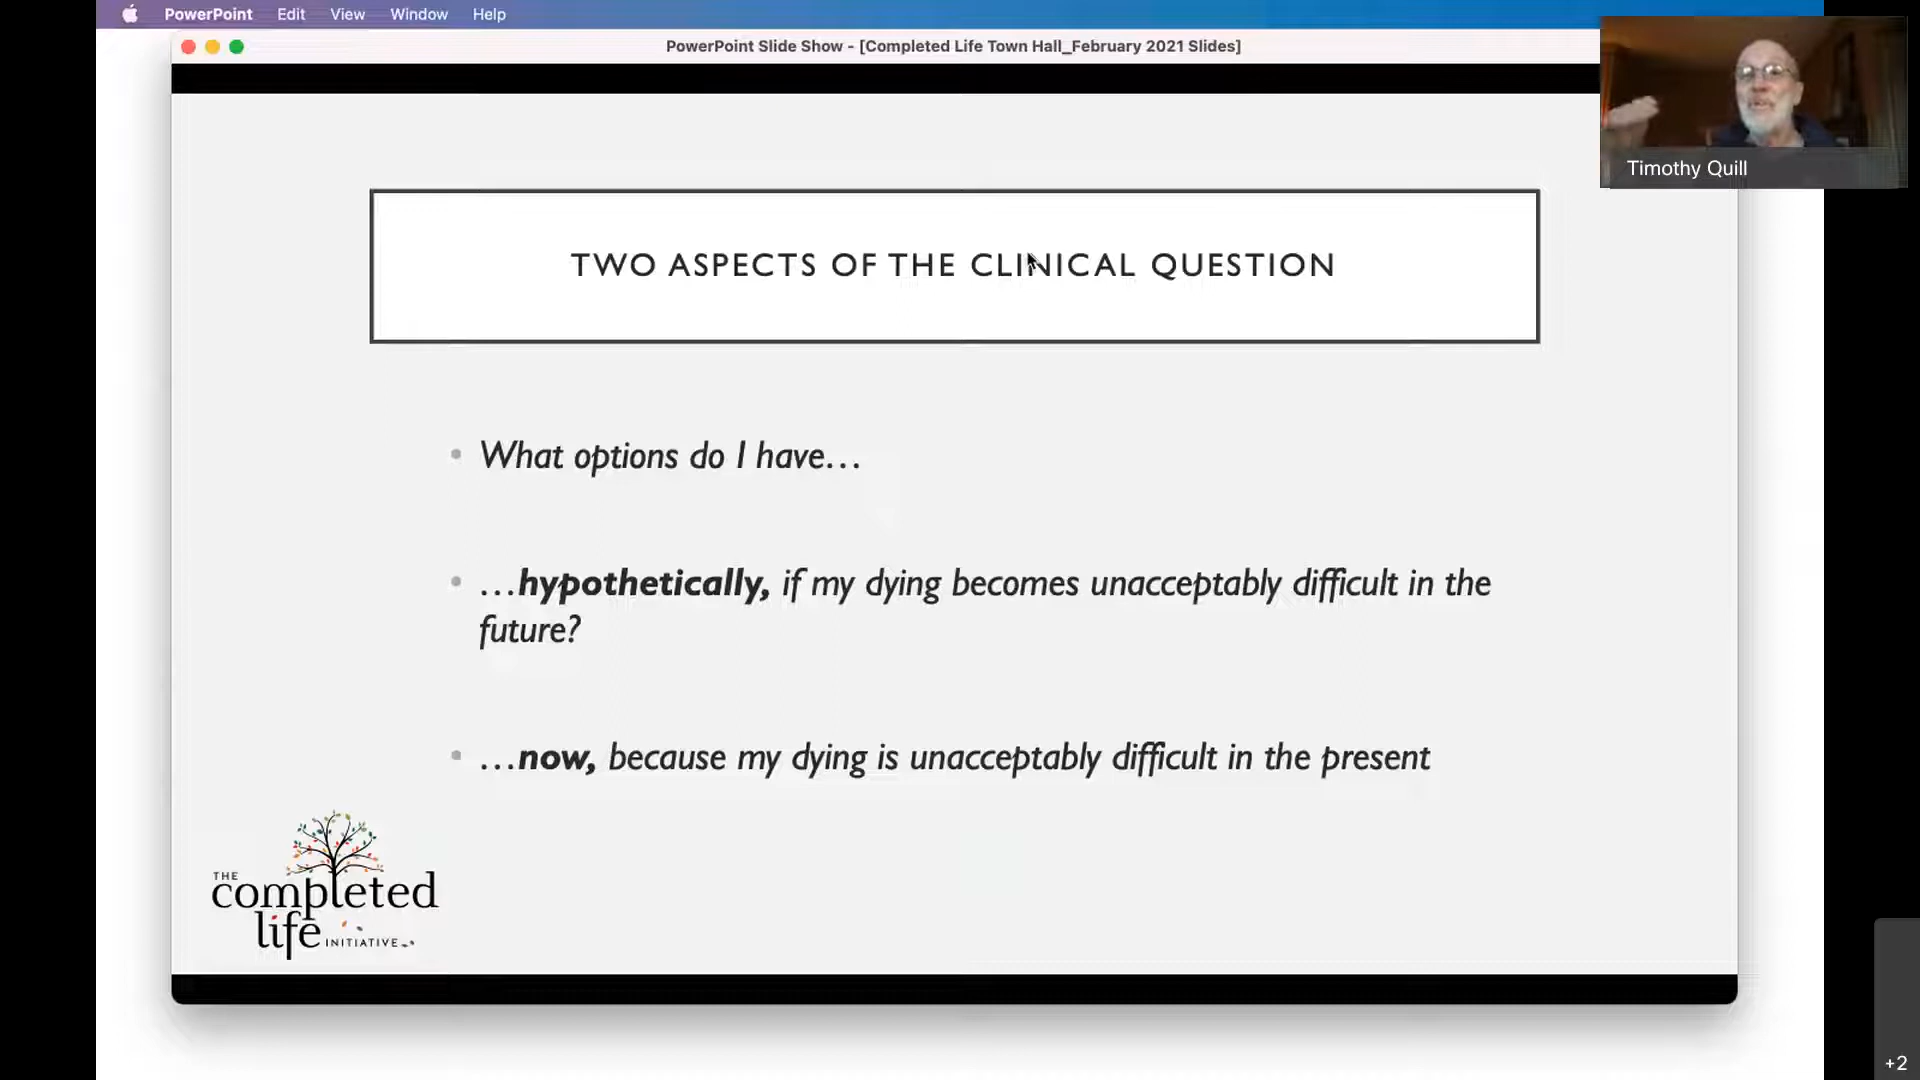 PowerPoint Edit View Window Help
PowerPoint Slide Show - [Completed Life Town Hall_February 2021 Slides]
Timothy Quill
TWO ASPECTS OF THE CLINICAL QUESTION
• What options do I have…
• …hypothetically, if my dying becomes unacceptably difficult in the
future?
• …now, because my dying is unacceptably difficult in the present
THE
completed
life INITIATIVE
+2